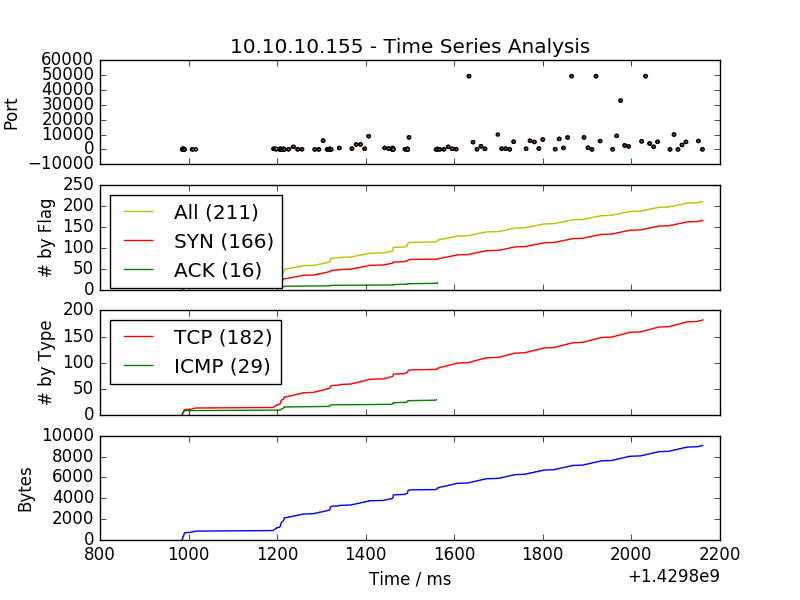 10.10.10.155 - Time Series Analysis
60000
50000
40000
30000
20000
10000
0
−10000
Port
250
200
150
100
50
0
# by Flag
All (211)
SYN (166)
ACK (16)
200
150
100
50
0
# by Type
TCP (182)
ICMP (29)
10000
8000
6000
4000
2000
0
Bytes
800 1000 1200 1400 1600 1800 2000 2200
Time / ms
+1.4298e9